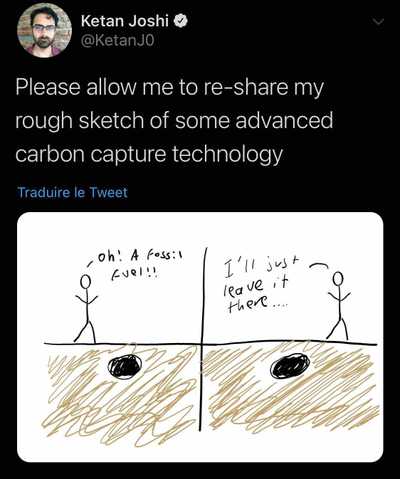 Ketan Joshi
@KetanJ0
Please allow me to re-share my
rough sketch of some advanced
carbon capture technology
Traduire le Tweet
oh! A fossil
fuel!!
I'll just
leave it
there....